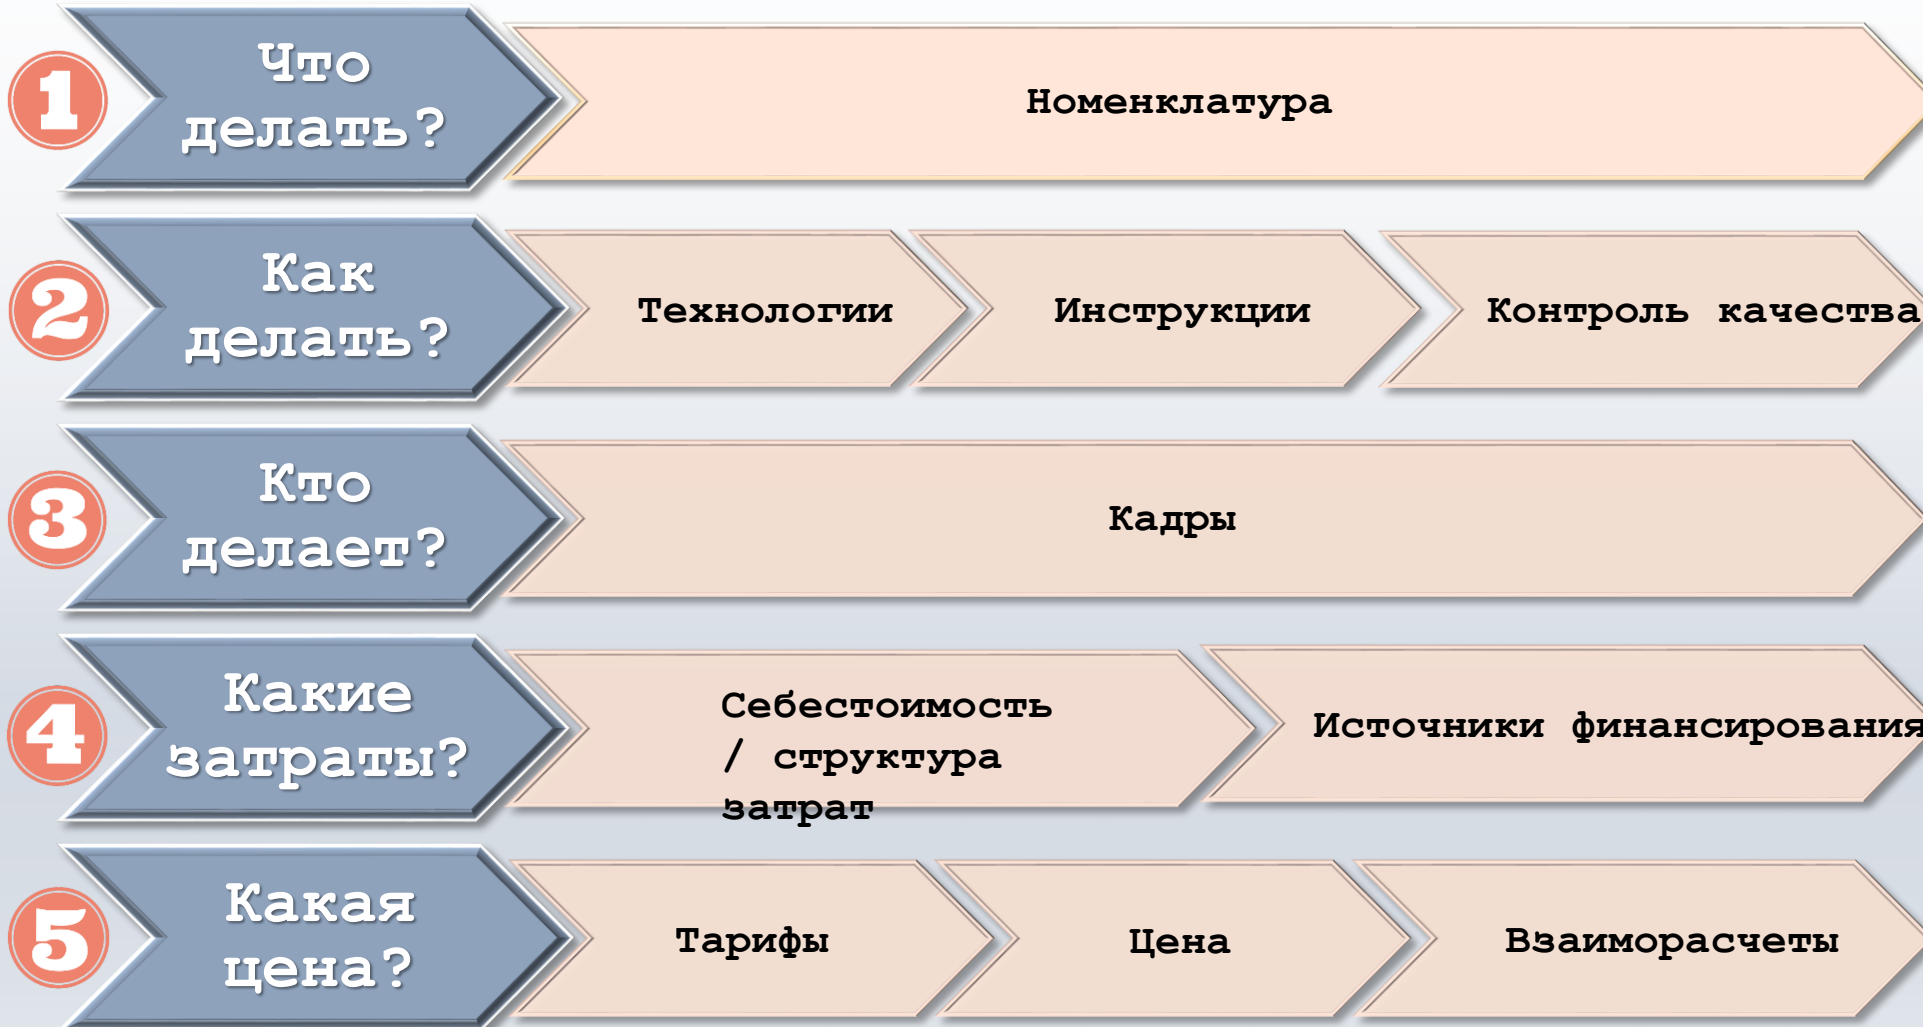 1
Что
делать?
Номенклатура
2
Как
делать?
Технологии
Инструкции
Контроль качества
3
Кто
делает?
Кадры
4
Какие
затраты?
Себестоимость
/ структура
затрат
Источники финансирования
5
Какая
цена?
Тарифы
Цена
Взаиморасчеты